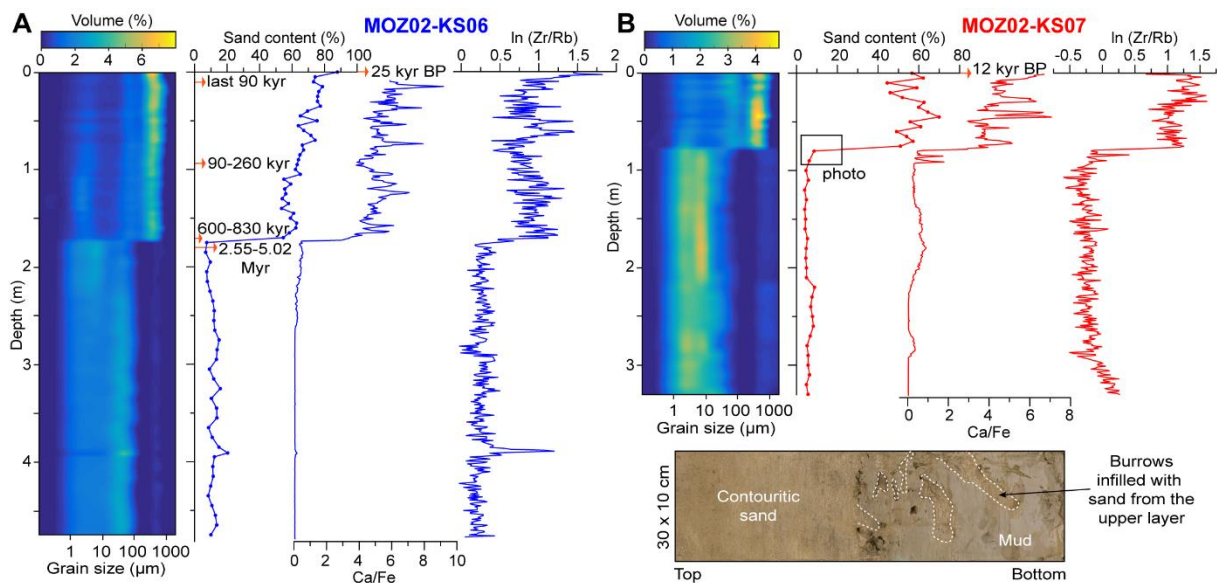 A
Volume (%)
0 2 4 6
MOZ02-KS06
Sand content (%)
0 20 40 60 80 100
ln (Zr/Rb)
0 0.5 1 1.5 2
25 kyr BP
last 90 kyr
90-260 kyr
600-830 kyr
2.55-5.02
Myr
Depth (m)
0
1
2
3
4
1 10 100 1000
Grain size (µm)
0 2 4 6 8 10
Ca/Fe
B
Volume (%)
0 1 2 3 4
MOZ02-KS07
Sand content (%)
0 20 40 60 80
ln (Zr/Rb)
-0.5 0 0.5 1 1.5
12 kyr BP
photo
Depth (m)
0
1
2
3
1 10 100 1000
Grain size (µm)
0 2 4 6 8
Ca/Fe
30 x 10 cm
Contouritic
sand
Mud
Burrows
infilled with
sand from the
upper layer
Top
Bottom